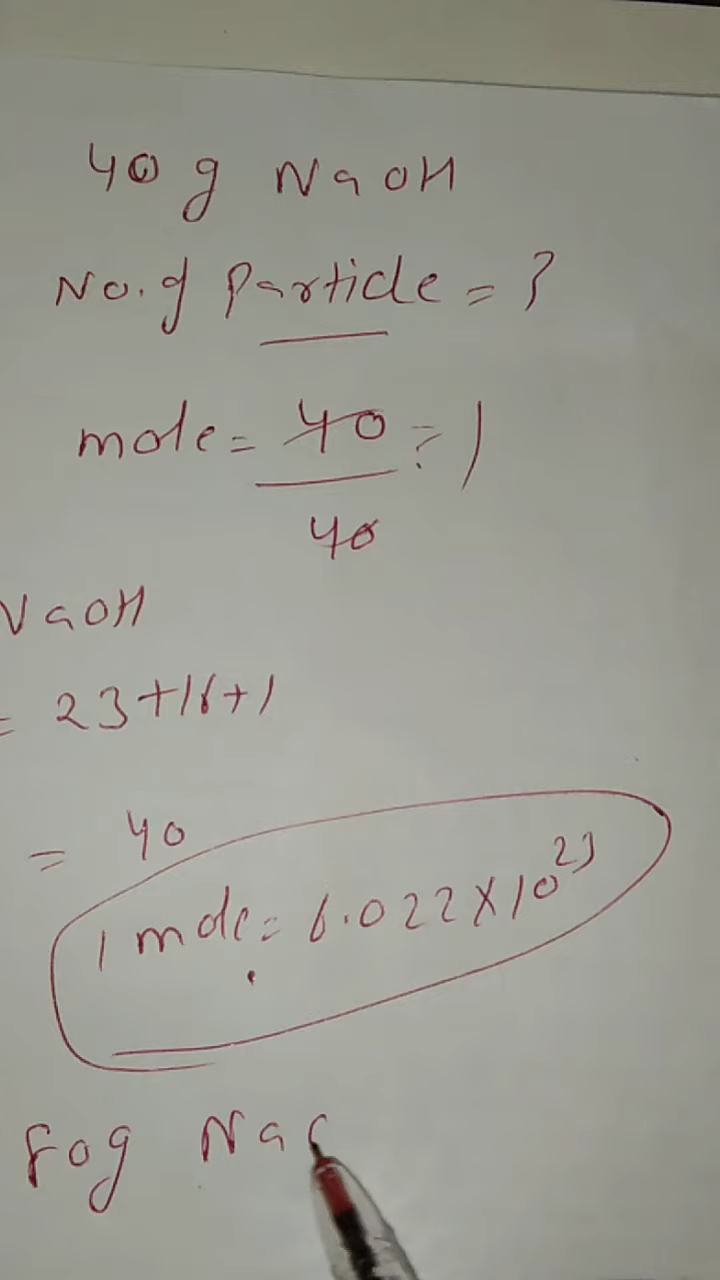 40 g NaOH
No. of Particle = ?
mole = 40/40 = 1
NaOH
= 23+16+1
= 40
1 mole = 6.022 X 10^23
g Na